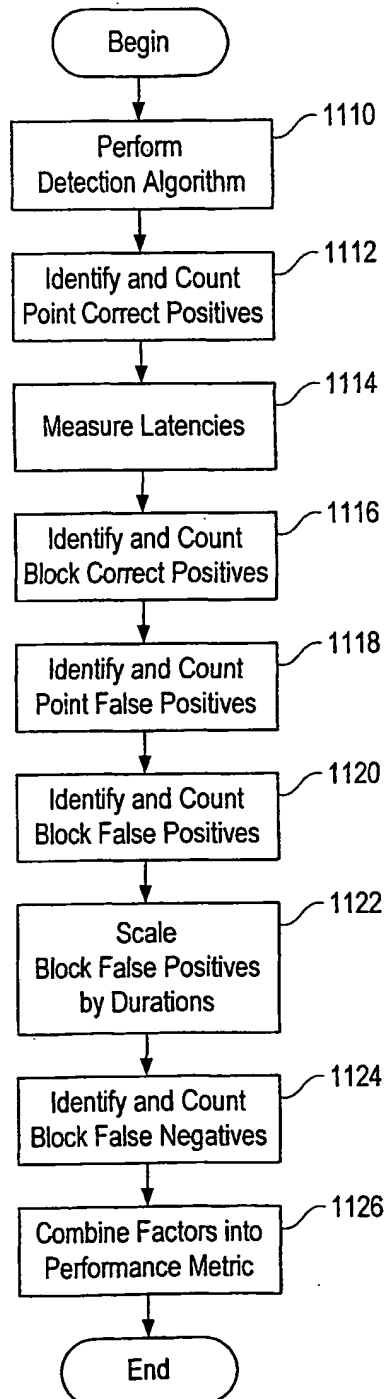 Begin
1110
Perform
Detection Algorithm
1112
Identify and Count
Point Correct Positives
1114
Measure Latencies
1116
Identify and Count
Block Correct Positives
1118
Identify and Count
Point False Positives
1120
Identify and Count
Block False Positives
1122
Scale
Block False Positives
by Durations
1124
Identify and Count
Block False Negatives
1126
Combine Factors into
Performance Metric
End